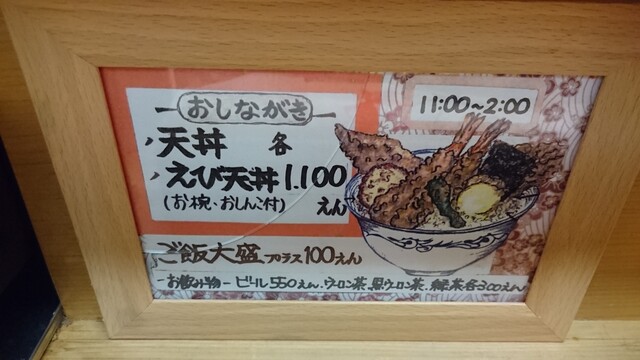 おしながき
11:00~2:00
天丼 各
えび天丼 1.100
(お椀、おしんこ付) えん
ご飯大盛 プラス100えん
-お飲み物- ビール550えん.ウーロン茶.黒ウーロン茶.緑茶各300えん